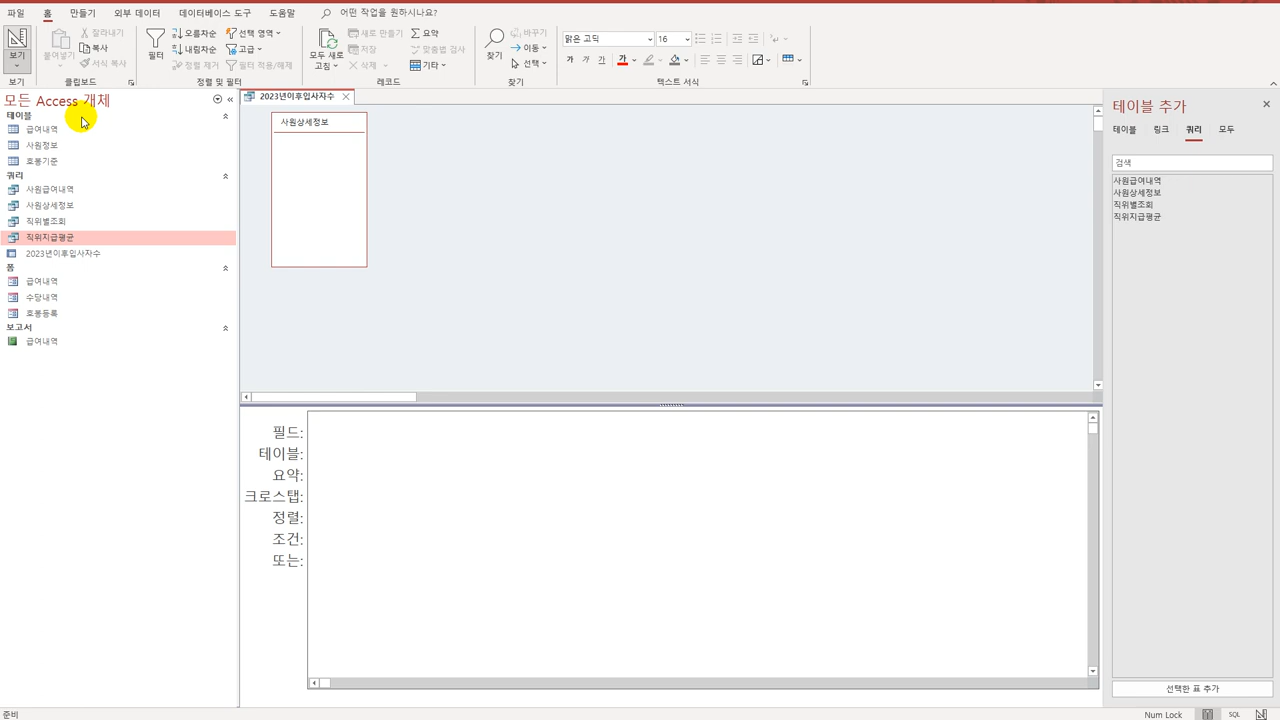 파일 홈 만들기 외부 데이터 데이터베이스 도구 도움말 어떤 작업을 원하시나요?
보기
보기
붙여넣기
잘라내기
복사
서식 복사
클립보드
필터
오름차순
내림차순
정렬 제거
선택 영역
고급
필터 적용/해제
정렬 및 필터
모두 새로
고침
새로 만들기
저장
삭제
요약
맞춤법 검사
기타
레코드
찾기
바꾸기
이동
선택
찾기
맑은 고딕 16
가 가 가 가
텍스트 서식
모든 Access 개체
테이블
급여내역
사원정보
호봉기준
쿼리
사원급여내역
사원상세정보
직위별조회
직위지급평균
2023년이후입사자수
폼
급여내역
수당내역
호봉등록
보고서
급여내역
2023년이후입사자수
사원상세정보
필드:
테이블:
요약:
크로스탭:
정렬:
조건:
또는:
테이블 추가
테이블 링크 쿼리 모두
검색
사원급여내역
사원상세정보
직위별조회
직위지급평균
선택한 표 추가
준비 Num Lock SQL